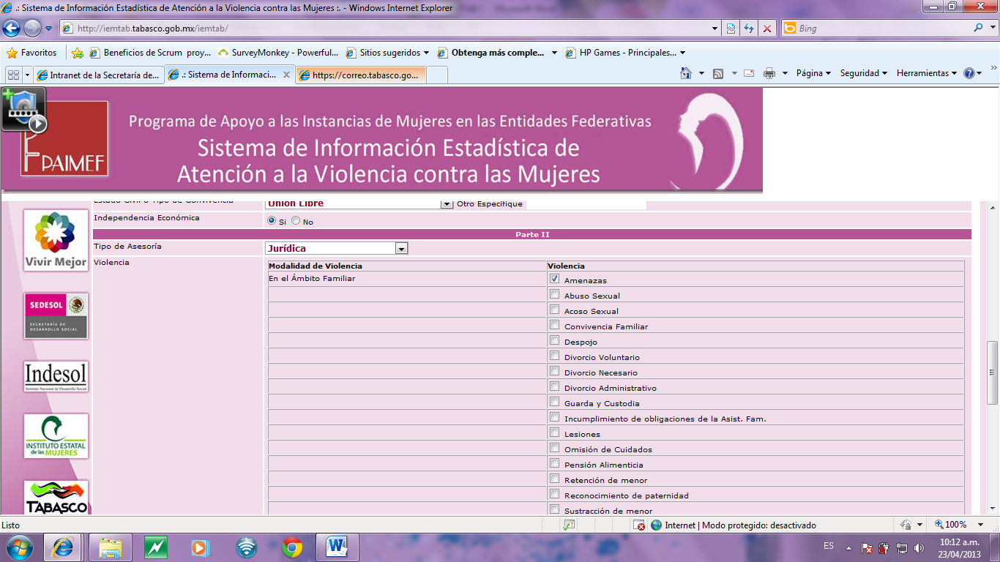 .: Sistema de Información Estadística de Atención a la Violencia contra las Mujeres :. - Windows Internet Explorer
http://iemtab.tabasco.gob.mx/iemtab/
Bing
Favoritos
Beneficios de Scrum proy...
SurveyMonkey - Powerful...
Sitios sugeridos
Obtenga más comple...
HP Games - Principales...
Intranet de la Secretaría de...
.: Sistema de Informaci...
https://correo.tabasco.go...
Página
Seguridad
Herramientas
PAIMEF
Programa de Apoyo a las Instancias de Mujeres en las Entidades Federativas
Sistema de Información Estadística de
Atención a la Violencia contra las Mujeres
Estado Civil o Tipo de Convivencia
Unión Libre
Otro Especifique
Independencia Económica
Si
No
Parte II
Tipo de Asesoría
Jurídica
Violencia
Modalidad de Violencia
Violencia
En el Ámbito Familiar
Amenazas
Abuso Sexual
Acoso Sexual
Convivencia Familiar
Despojo
Divorcio Voluntario
Divorcio Necesario
Divorcio Administrativo
Guarda y Custodia
Incumplimiento de obligaciones de la Asist. Fam.
Lesiones
Omisión de Cuidados
Pensión Alimenticia
Retención de menor
Reconocimiento de paternidad
Sustracción de menor
Vivir Mejor
SEDESOL
SECRETARÍA DE
DESARROLLO SOCIAL
Indesol
Instituto Nacional de Desarrollo Social
INSTITUTO ESTATAL
de las MUJERES
TABASCO
Listo
Internet | Modo protegido: desactivado
100%
ES
10:12 a.m.
23/04/2013